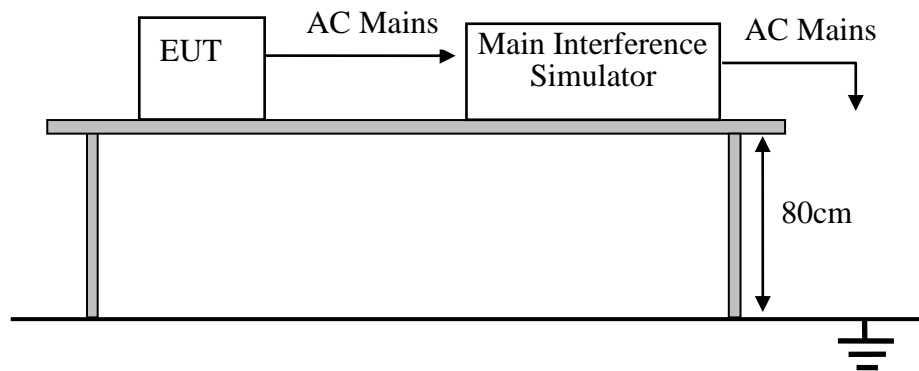 AC Mains
EUT
Main Interference
Simulator
AC Mains
80cm